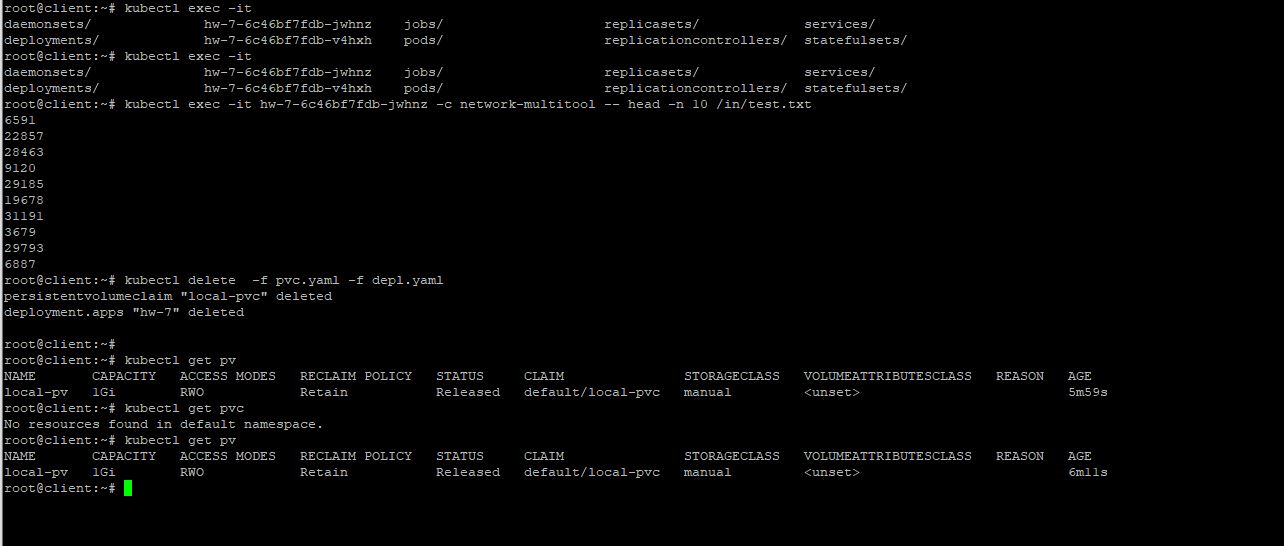 root@client:~# kubectl exec -it
daemonsets/              hw-7-6c46bf7fdb-jwhnz    jobs/                    replicasets/             services/
deployments/             hw-7-6c46bf7fdb-v4hxh    pods/                    replicationcontrollers/  statefulsets/
root@client:~# kubectl exec -it
daemonsets/              hw-7-6c46bf7fdb-jwhnz    jobs/                    replicasets/             services/
deployments/             hw-7-6c46bf7fdb-v4hxh    pods/                    replicationcontrollers/  statefulsets/
root@client:~# kubectl exec -it hw-7-6c46bf7fdb-jwhnz -c network-multitool -- head -n 10 /in/test.txt
6591
22857
28463
9120
29185
19678
31191
3679
29793
6887
root@client:~# kubectl delete  -f pvc.yaml -f depl.yaml
persistentvolumeclaim "local-pvc" deleted
deployment.apps "hw-7" deleted
root@client:~#
root@client:~# kubectl get pv
NAME       CAPACITY   ACCESS MODES   RECLAIM POLICY   STATUS     CLAIM               STORAGECLASS   VOLUMEATTRIBUTESCLASS   REASON   AGE
local-pv   1Gi        RWO            Retain           Released   default/local-pvc   manual         <unset>                          5m59s
root@client:~# kubectl get pvc
No resources found in default namespace.
root@client:~# kubectl get pv
NAME       CAPACITY   ACCESS MODES   RECLAIM POLICY   STATUS     CLAIM               STORAGECLASS   VOLUMEATTRIBUTESCLASS   REASON   AGE
local-pv   1Gi        RWO            Retain           Released   default/local-pvc   manual         <unset>                          6m11s
root@client:~#